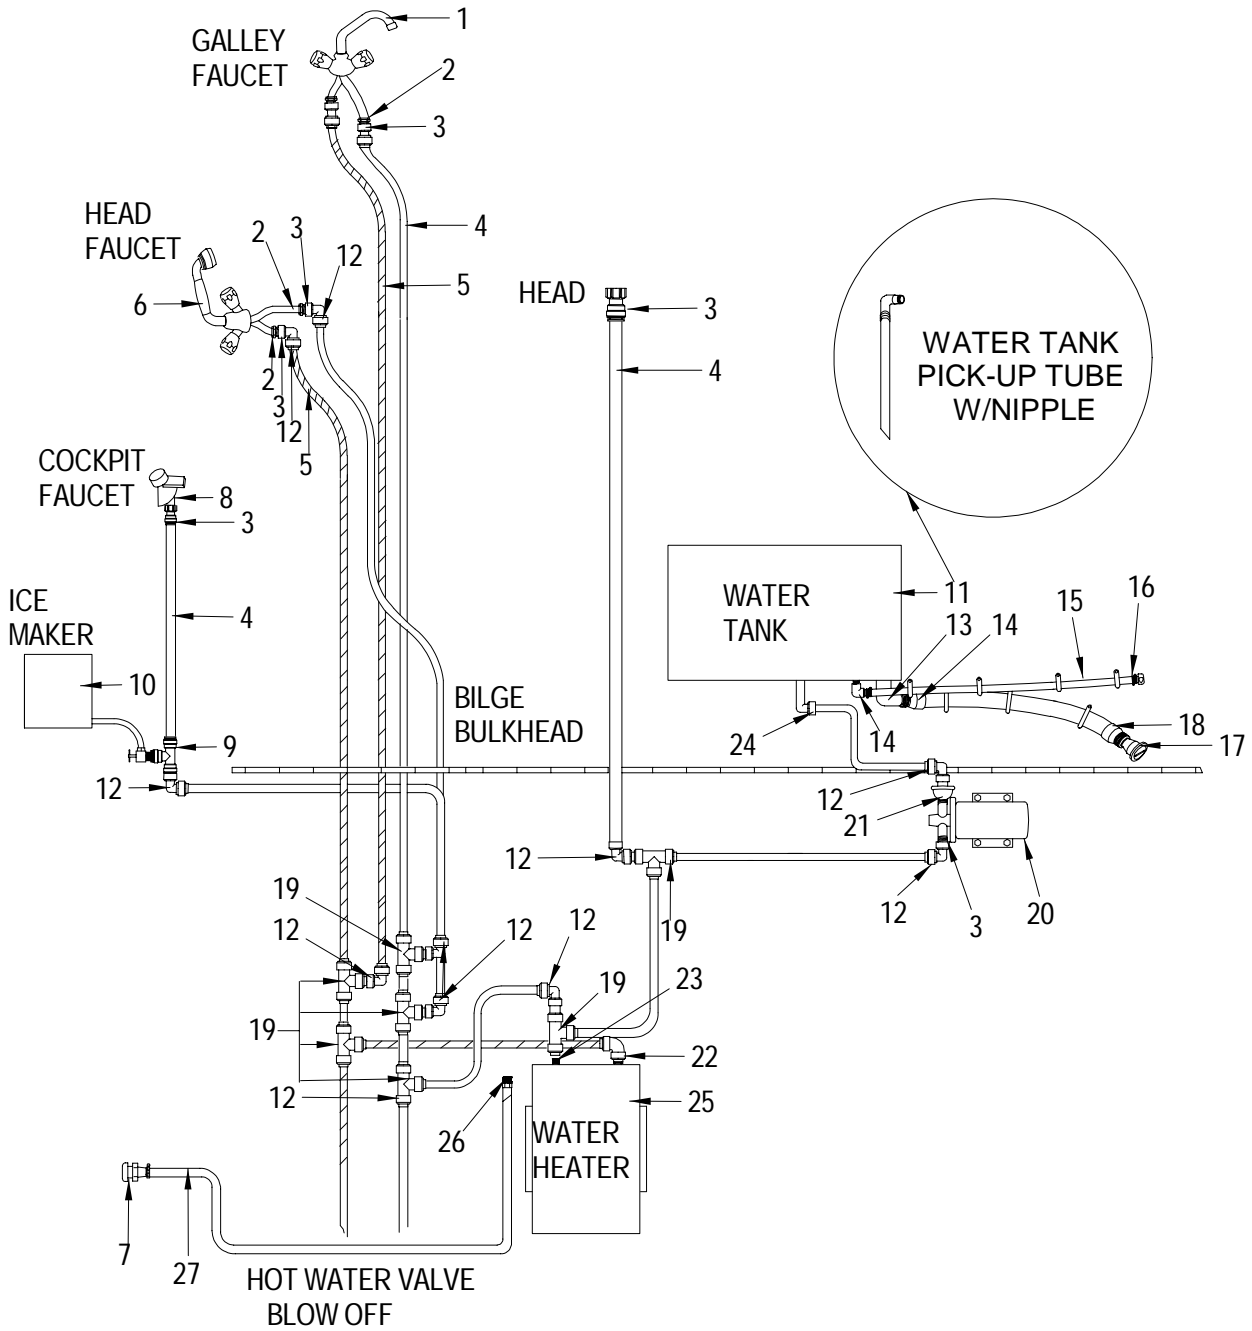 1
GALLEY
FAUCET
2
3
HEAD
FAUCET
2
3
12
4
5
6
HEAD
3
4
2
3
12
5
WATER TANK
PICK-UP TUBE
W/NIPPLE
COCKPIT
FAUCET
8
3
4
ICE
MAKER
10
9
12
WATER
TANK
11
13
14
15
16
BILGE
BULKHEAD
24
14
18
17
12
21
12
19
12
3
20
19
12
12
12
19
23
19
22
12
26
25
WATER
HEATER
7
27
HOT WATER VALVE
BLOW OFF